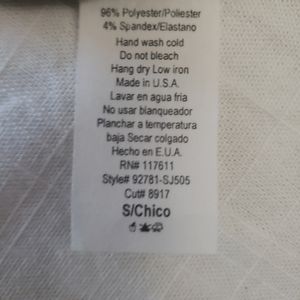 96% Polyester/Poliester
4% Spandex/Elastano
Hand wash cold
Do not bleach
Hang dry Low iron
Made in U.S.A.
Lavar en agua fria
No usar blanqueador
Planchar a temperatura
baja Secar colgado
Hecho en E.U.A.
RN# 117611
Style# 92781-SJ505
Cut# 8917
S/Chico